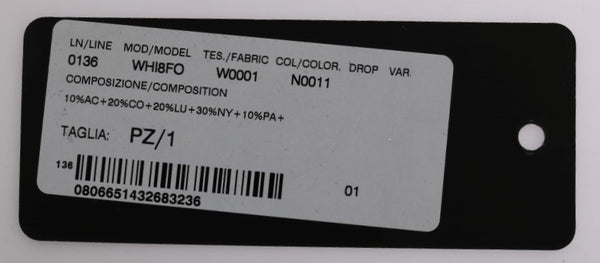 LN/LINE MOD/MODEL TES./FABRIC COL/COLOR. DROP VAR.
0136 WHI8FO W0001 N0011
COMPOSIZIONE/COMPOSITION
10%AC+20%CO+20%LU+30%NY+10%PA+
TAGLIA: PZ/1
136
01
0806651432683236